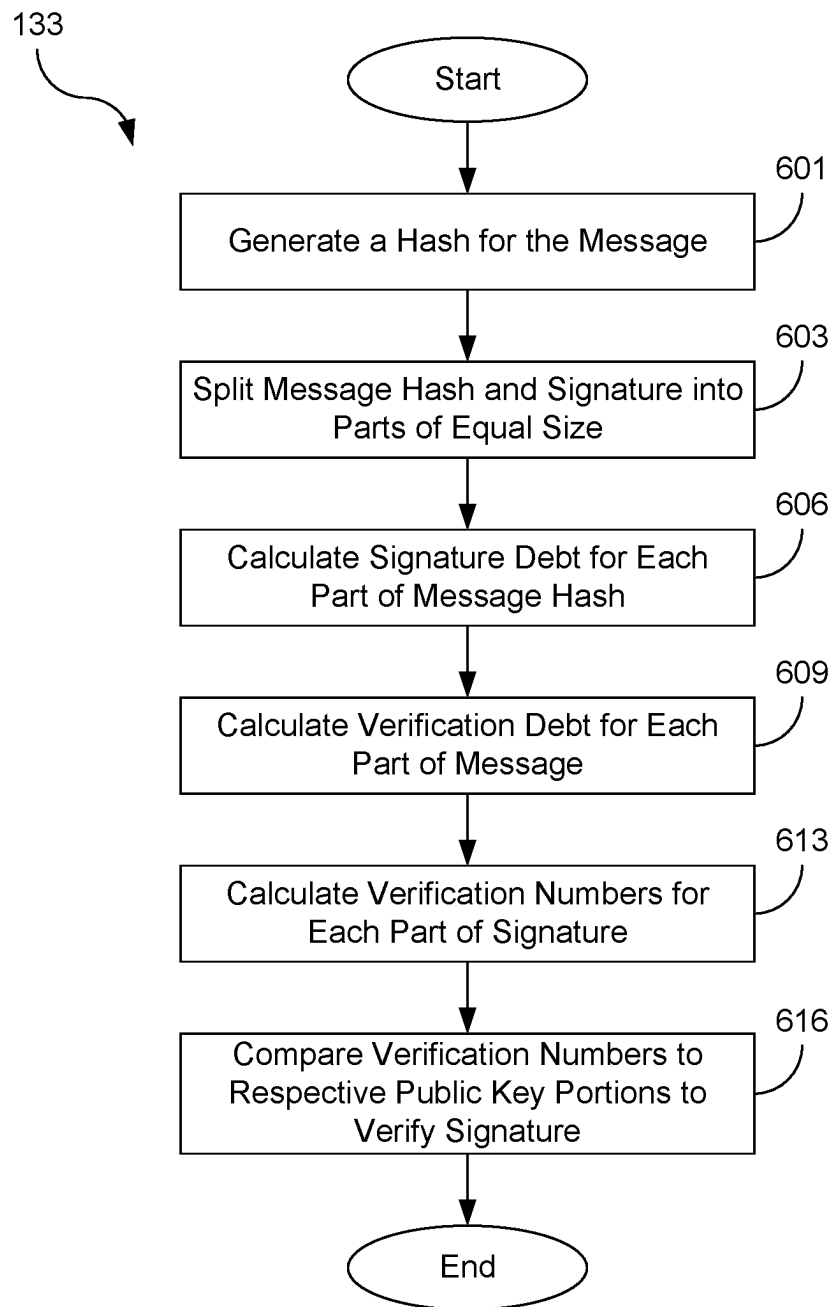 133
Start
601
Generate a Hash for the Message
603
Split Message Hash and Signature into
Parts of Equal Size
606
Calculate Signature Debt for Each
Part of Message Hash
609
Calculate Verification Debt for Each
Part of Message
613
Calculate Verification Numbers for
Each Part of Signature
616
Compare Verification Numbers to
Respective Public Key Portions to
Verify Signature
End